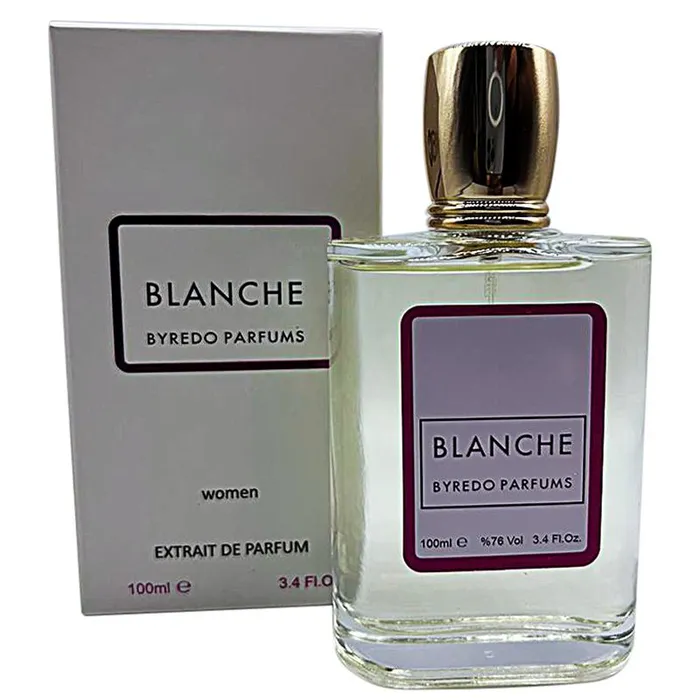 BLANCHE
BYREDO PARFUMS
women
EXTRAIT DE PARFUM
100ml e 3.4 Fl.O
BLANCHE
BYREDO PARFUMS
100ml e %76 Vol 3.4 Fl.Oz.